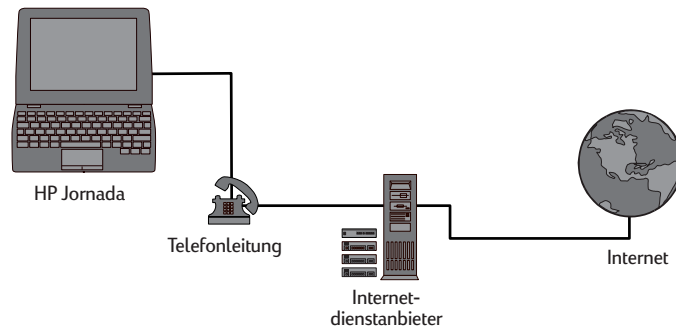 HP Jornada
Telefonleitung
Internet-
dienstanbieter
Internet